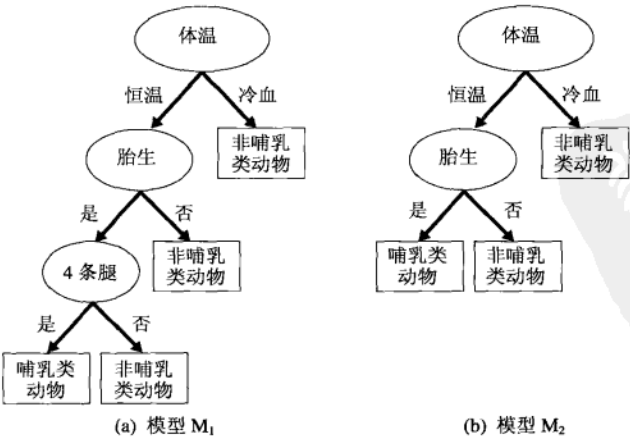 体温
恒温
冷血
胎生
非哺乳
类动物
是
否
4条腿
非哺乳
类动物
是
否
哺乳类
动物
非哺乳
类动物
(a) 模型 M₁
体温
恒温
冷血
胎生
非哺乳
类动物
是
否
哺乳类
动物
非哺乳
类动物
(b) 模型 M₂